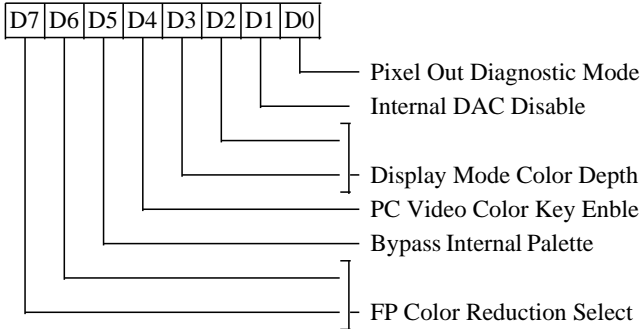 D7 D6 D5 D4 D3 D2 D1 D0
Pixel Out Diagnostic Mode
Internal DAC Disable
Display Mode Color Depth
PC Video Color Key Enble
Bypass Internal Palette
FP Color Reduction Select